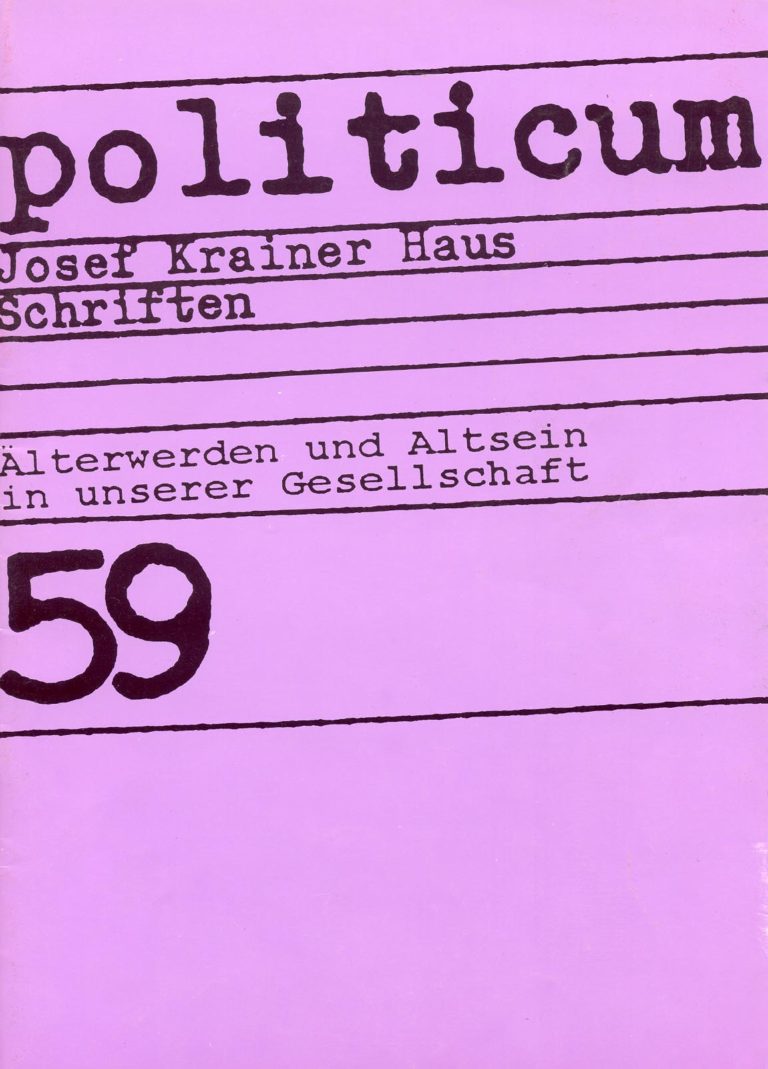 politicum
Josef Krainer Haus
Schriften
Älterwerden und Altsein
in unserer Gesellschaft
59